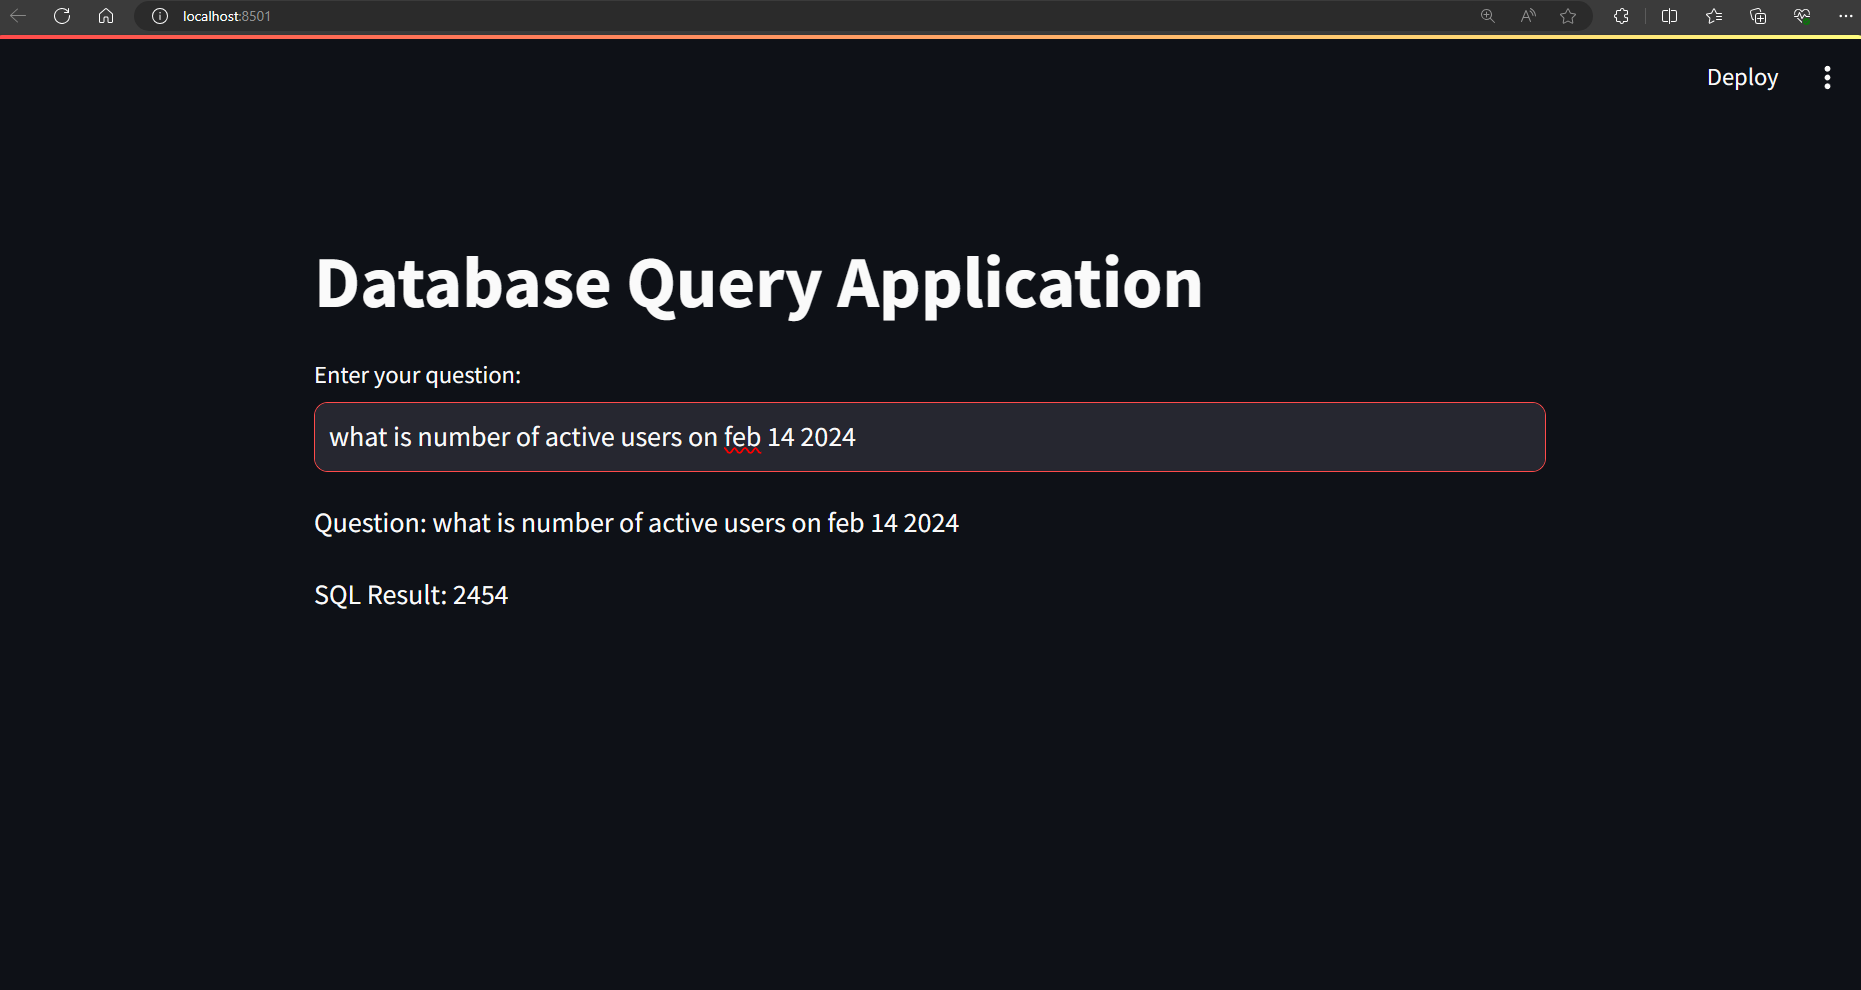 localhost:8501
Deploy
Database Query Application
Enter your question:
what is number of active users on feb 14 2024
Question: what is number of active users on feb 14 2024
SQL Result: 2454